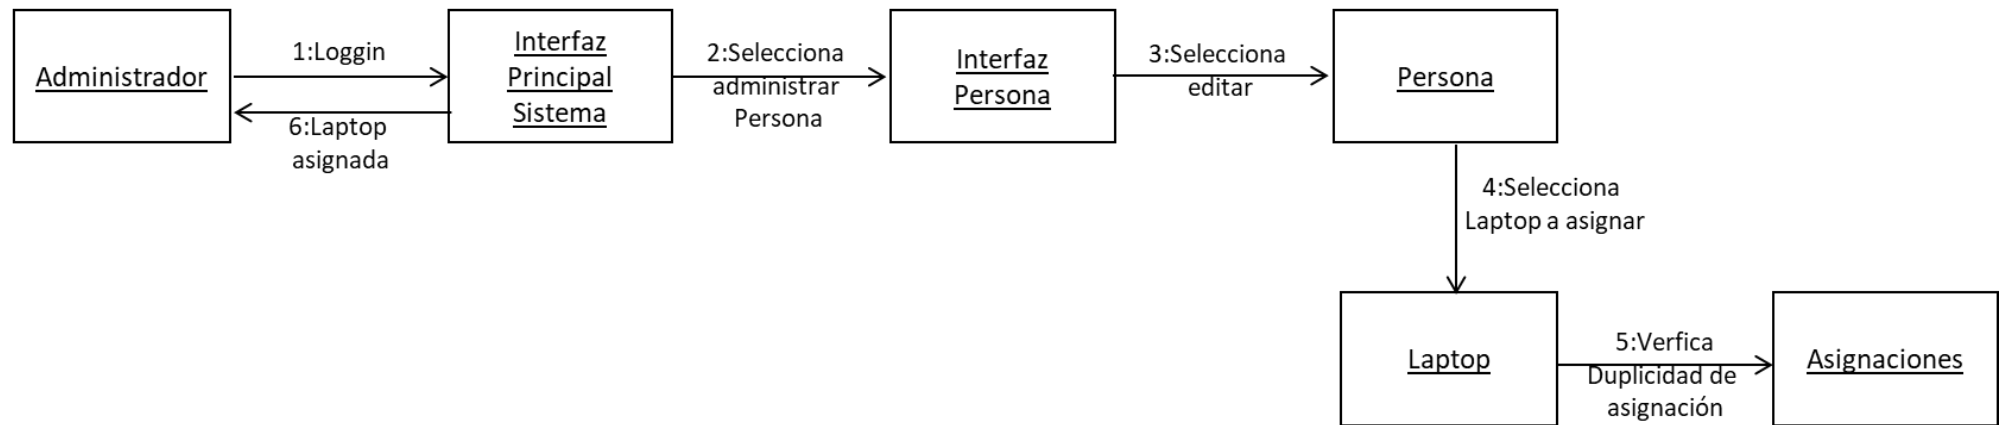 Administrador
1:Loggin
6:Laptop
asignada
Interfaz
Principal
Sistema
2:Selecciona
administrar
Persona
Interfaz
Persona
3:Selecciona
editar
Persona
4:Selecciona
Laptop a asignar
Laptop
5:Verfica
Duplicidad de
asignación
Asignaciones